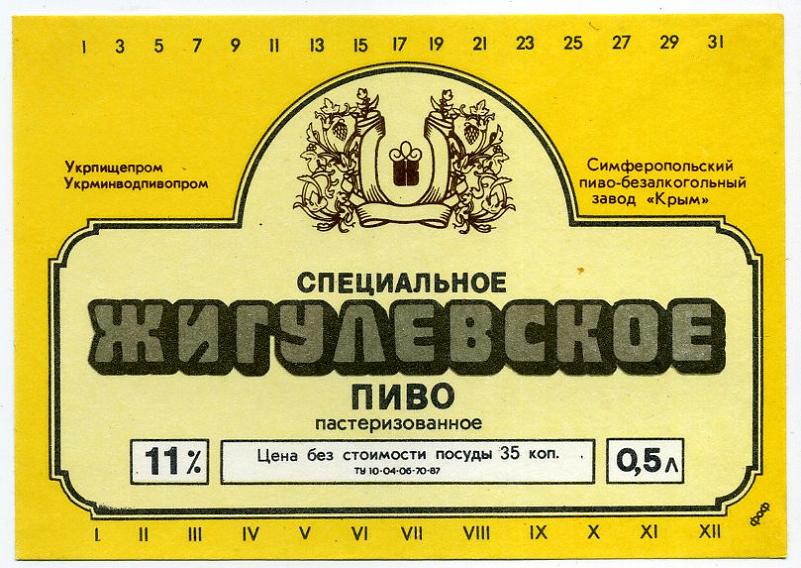 1 3 5 7 9 11 13 15 17 19 21 23 25 27 29 31
Укрпищепром
Укрминводпивопром
Симферопольский
пиво-безалкогольный
завод «Крым»
СПЕЦИАЛЬНОЕ
ЖИГУЛЕВСКОЕ
ПИВО
пастеризованное
11%
Цена без стоимости посуды 35 коп.
ТУ 10-04-06-70-87
0,5л
I II III IV V VI VII VIII IX X XI XII
ФОФ